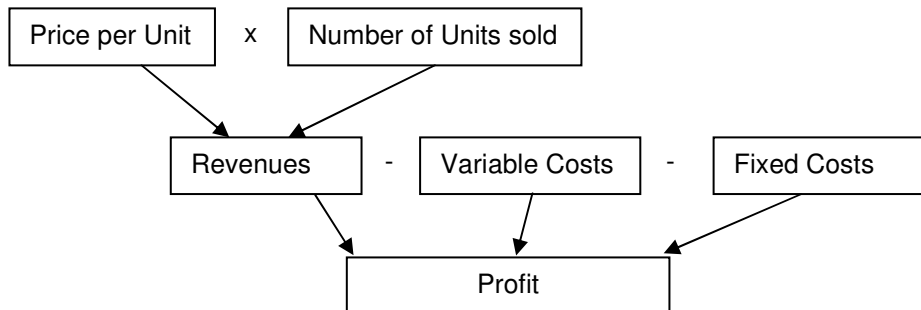 Price per Unit x Number of Units sold
Revenues - Variable Costs - Fixed Costs
Profit